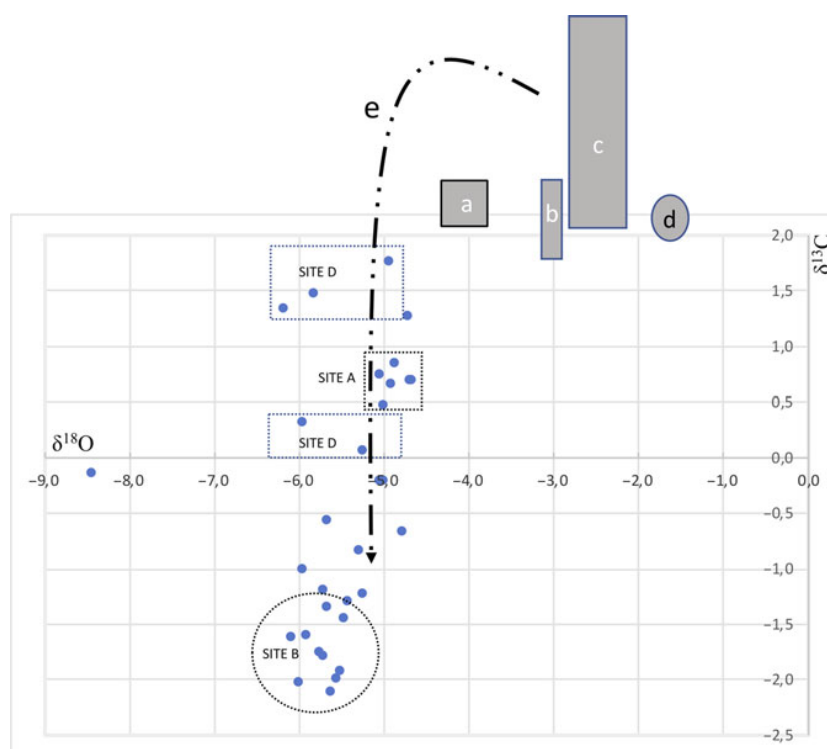 e
c
a
b
d
2,0
δ13C
SITE D
1,5
1,0
SITE A
0,5
SITE D
δ18O
0,0
−9,0 −8,0 −7,0 −6,0 −5,0 −4,0 −3,0 −2,0 −1,0 0,0
−0,5
−1,0
−1,5
SITE B
−2,0
−2,5